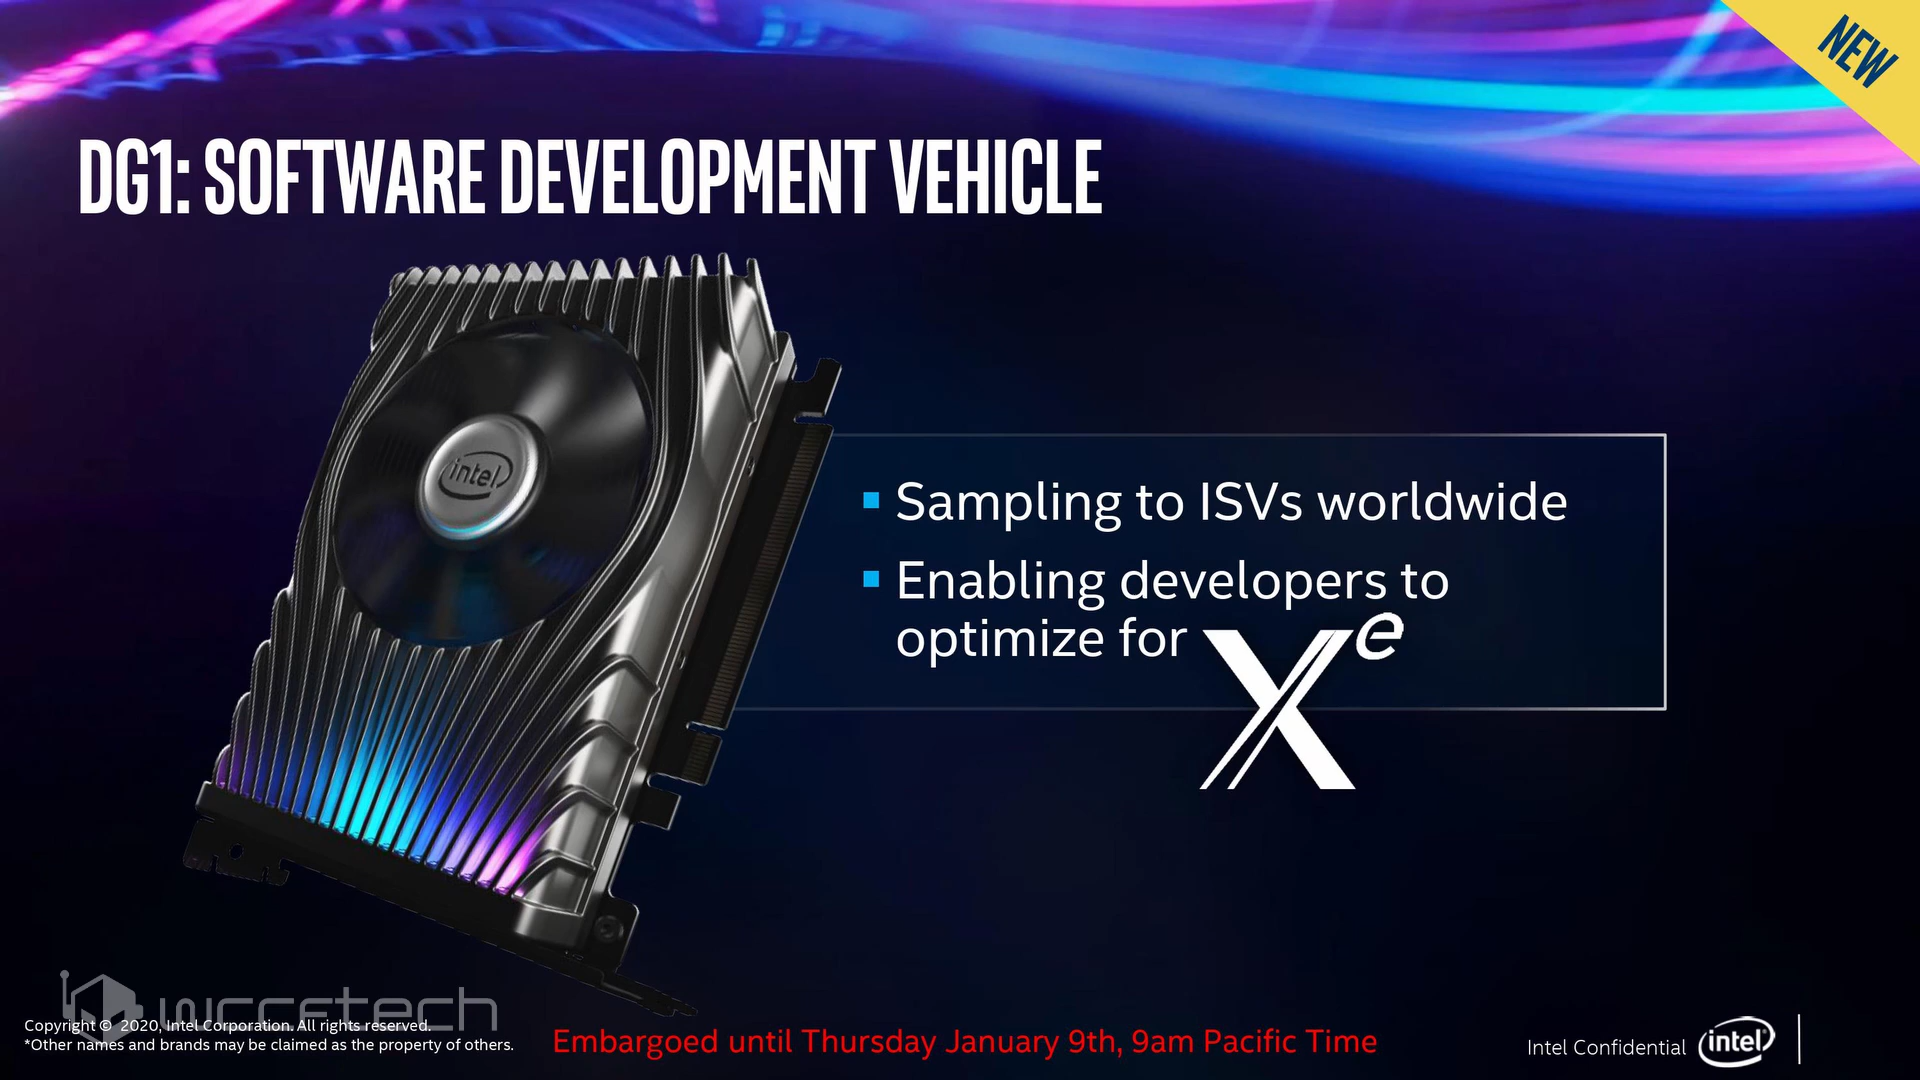 NEW
DG1: SOFTWARE DEVELOPMENT VEHICLE
intel
Sampling to ISVs worldwide
Enabling developers to
optimize for Xe
wccftech
Copyright © 2020, Intel Corporation. All rights reserved.
*Other names and brands may be claimed as the property of others.
Embargoed until Thursday January 9th, 9am Pacific Time
Intel Confidential
intel